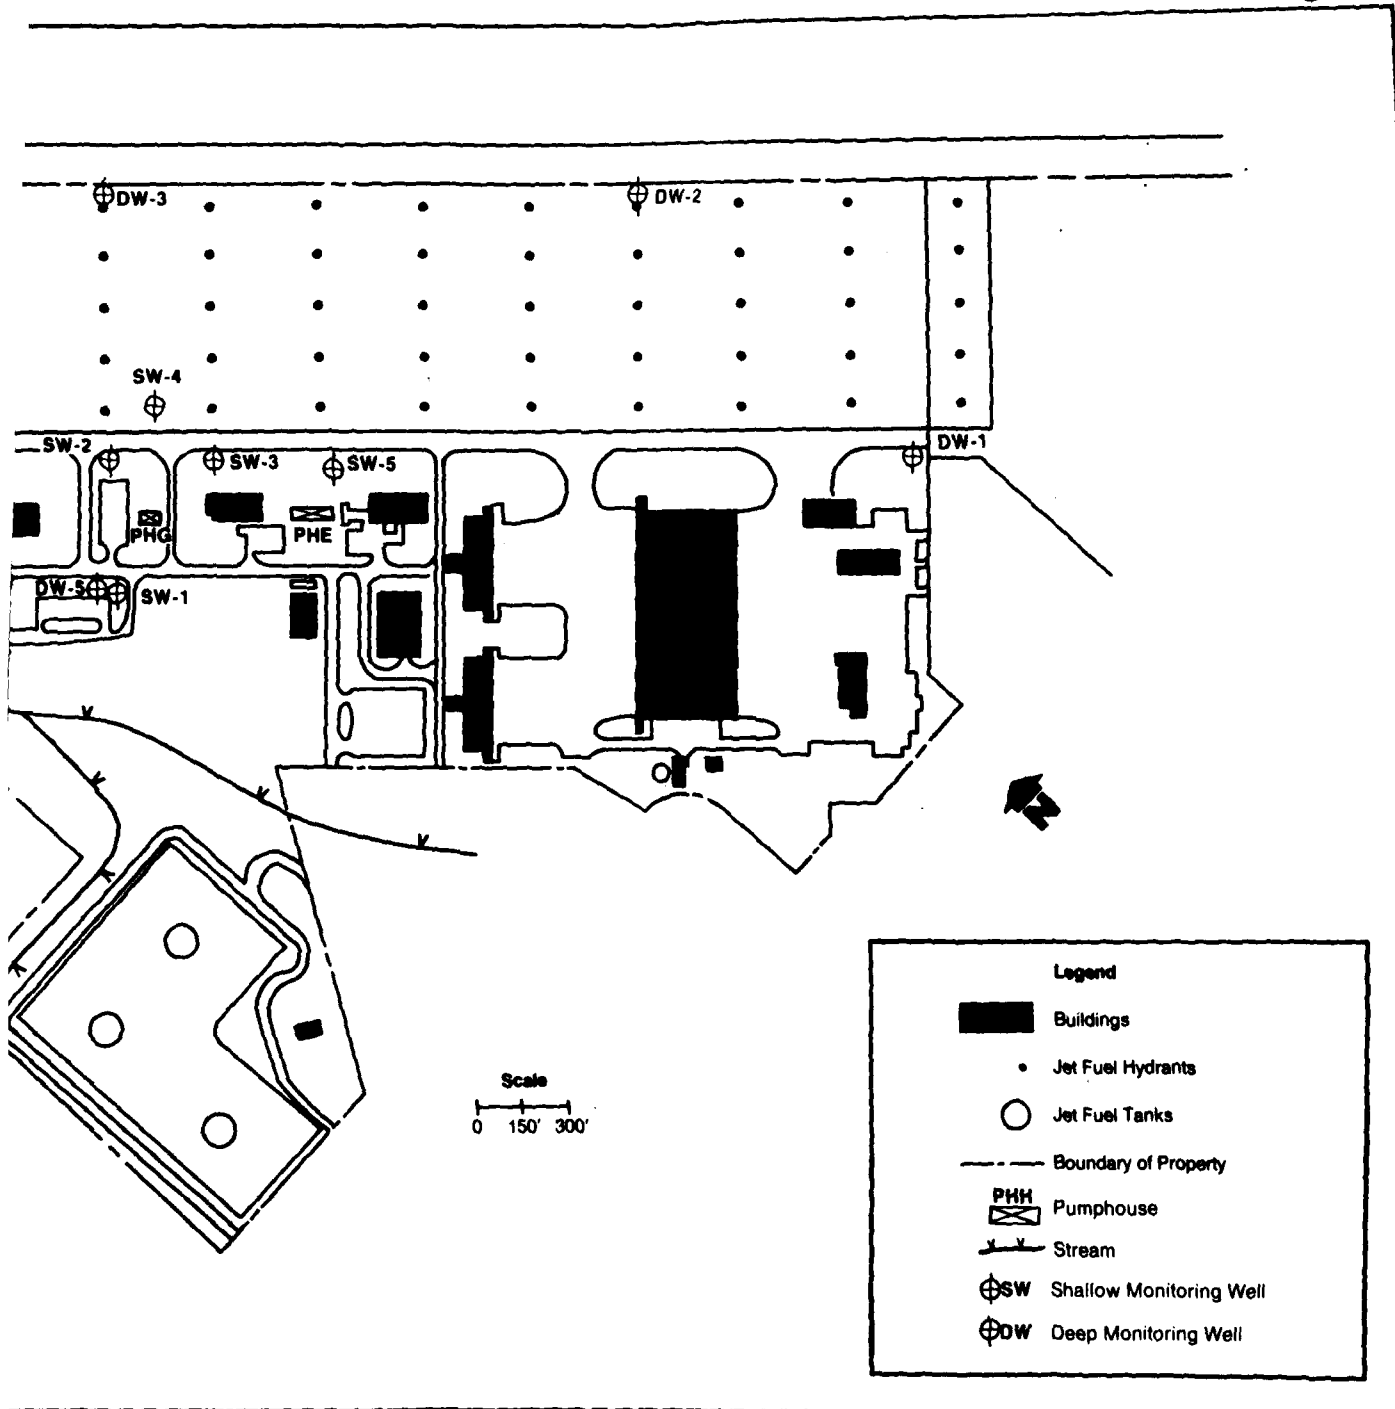 DW-3
DW-2
SW-4
SW-2
SW-3
SW-5
DW-1
PHG
PHE
DW-5
SW-1
N
Legend
Buildings
Jet Fuel Hydrants
Jet Fuel Tanks
Boundary of Property
PHH
Pumphouse
Stream
SW Shallow Monitoring Well
DW Deep Monitoring Well
Scale
0 150' 300'